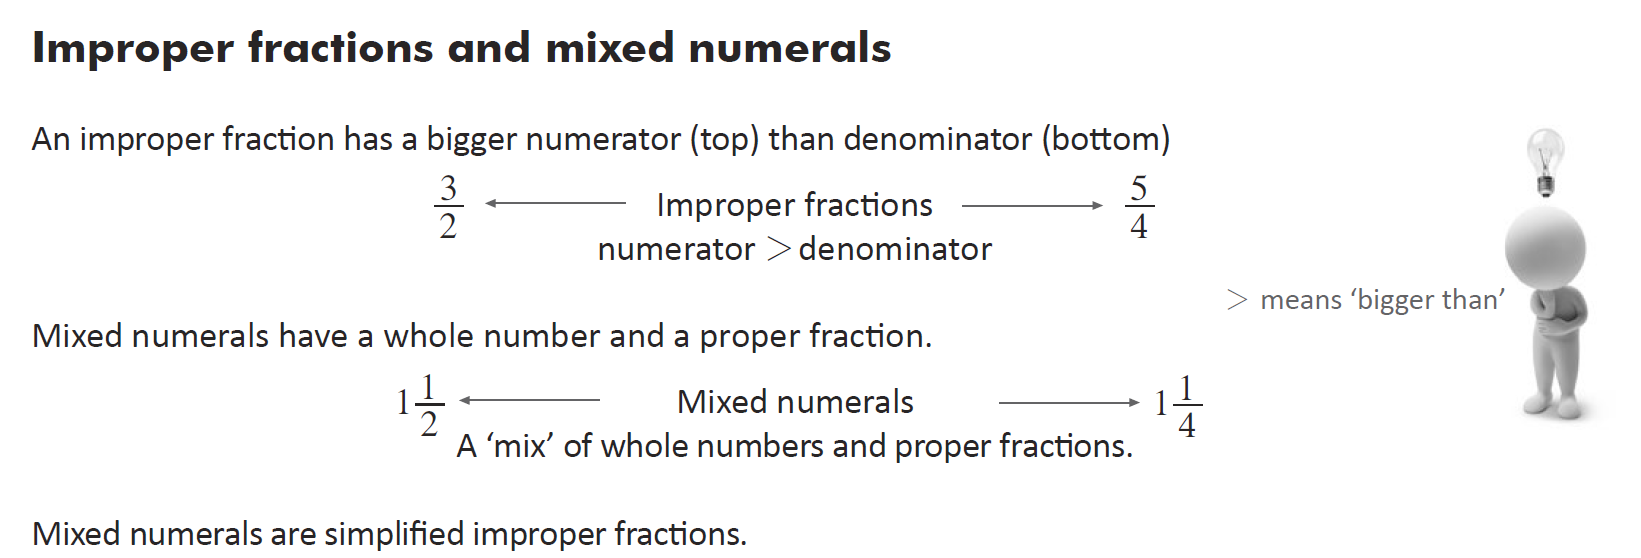 Improper fractions and mixed numerals
An improper fraction has a bigger numerator (top) than denominator (bottom)
3/2 Improper fractions 5/4
numerator > denominator
> means ‘bigger than’
Mixed numerals have a whole number and a proper fraction.
1 1/2 Mixed numerals 1 1/4
A ‘mix’ of whole numbers and proper fractions.
Mixed numerals are simplified improper fractions.